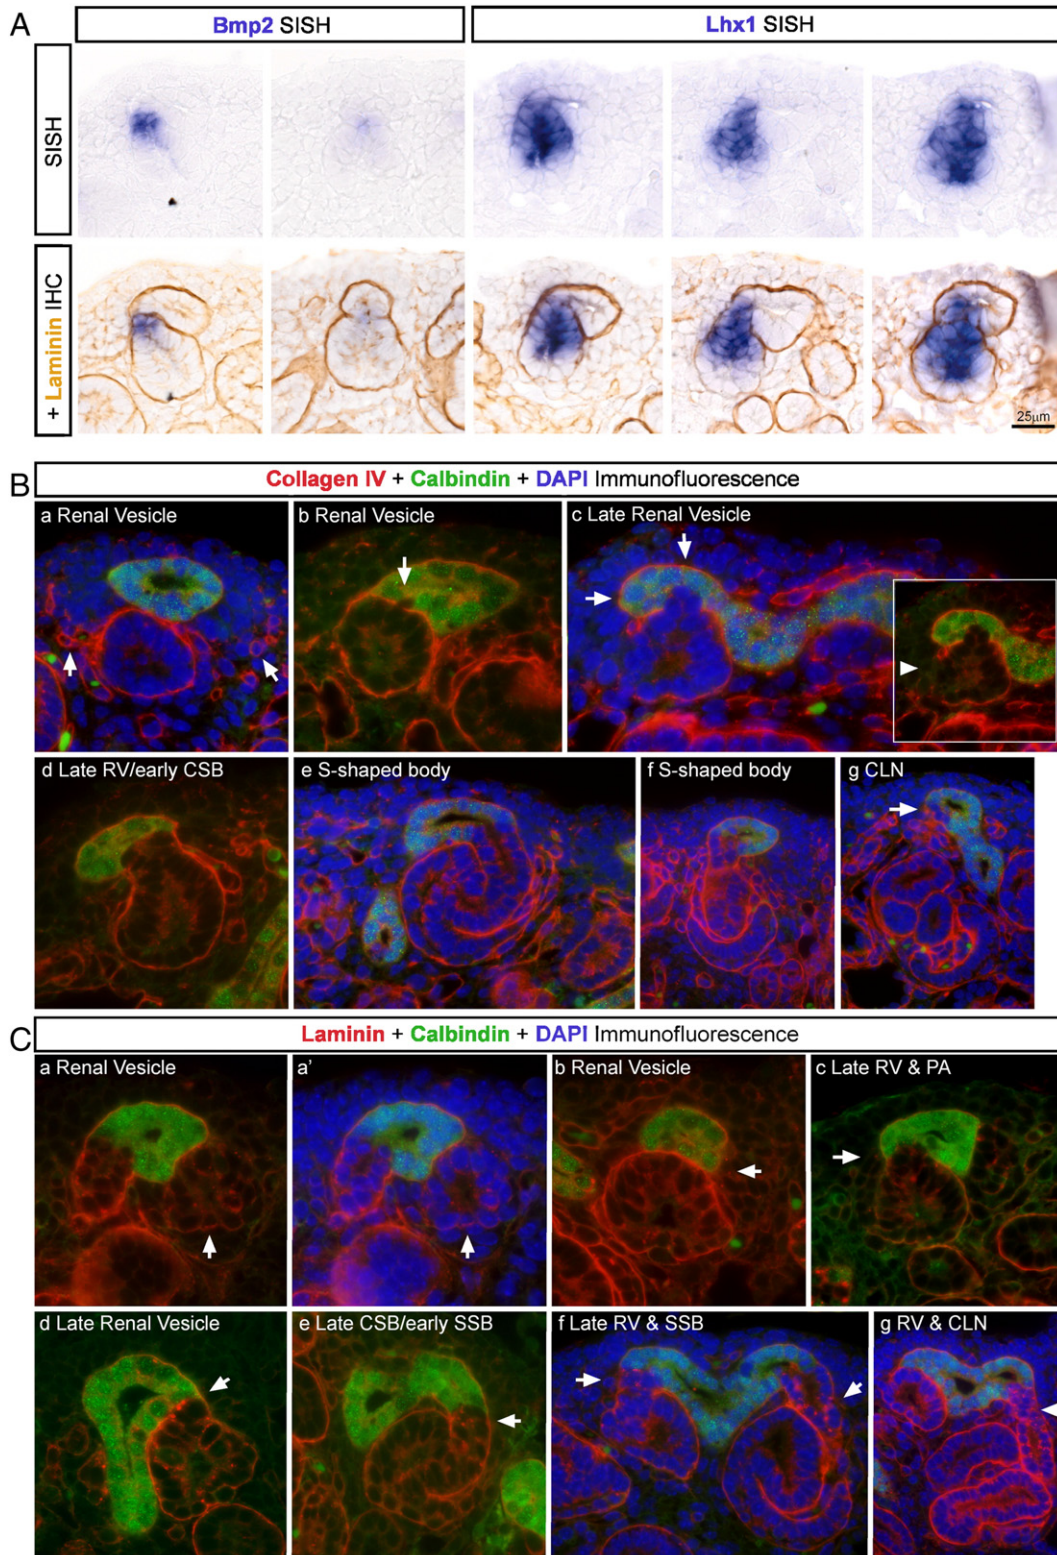 A
Bmp2 SISH
Lhx1 SISH
SISH
+ Laminin IHC
25µm
B
Collagen IV + Calbindin + DAPI Immunofluorescence
a Renal Vesicle
b Renal Vesicle
c Late Renal Vesicle
d Late RV/early CSB
e S-shaped body
f S-shaped body
g CLN
C
Laminin + Calbindin + DAPI Immunofluorescence
a Renal Vesicle
a'
b Renal Vesicle
c Late RV & PA
d Late Renal Vesicle
e Late CSB/early SSB
f Late RV & SSB
g RV & CLN